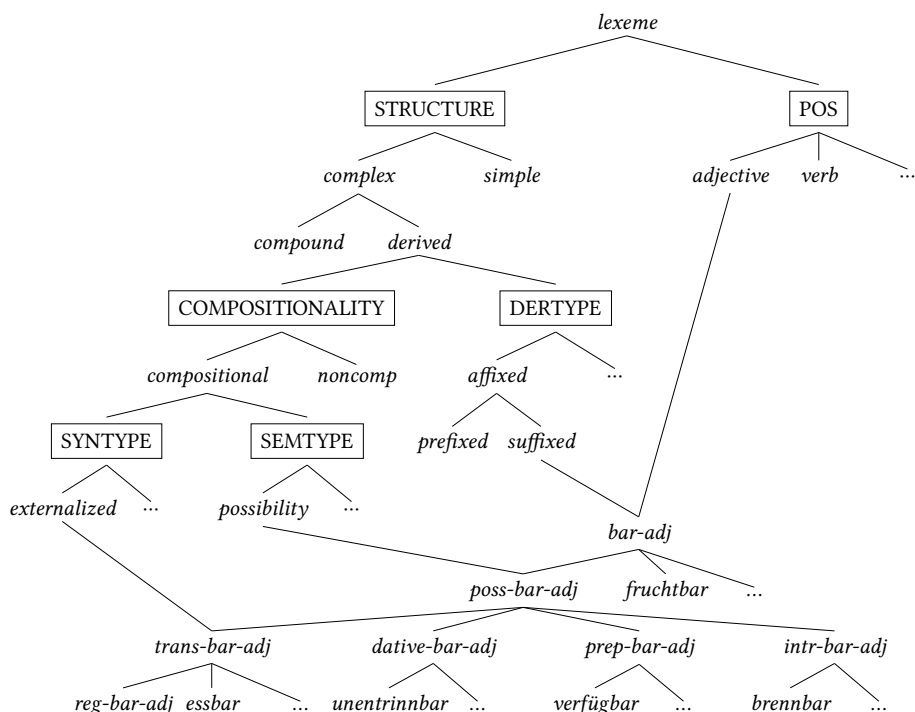 lexeme
STRUCTURE POS
complex simple adjective verb ...
compound derived
COMPOSITIONALITY DERTYPE
compositional noncomp affixed ...
SYNTYPE SEMTYPE prefixed suffixed
externalized ... possibility ...
bar-adj
poss-bar-adj fruchtbar ...
trans-bar-adj dative-bar-adj prep-bar-adj intr-bar-adj
reg-bar-adj essbar ... unentrinnbar ... verfügbar ... brennbar ...